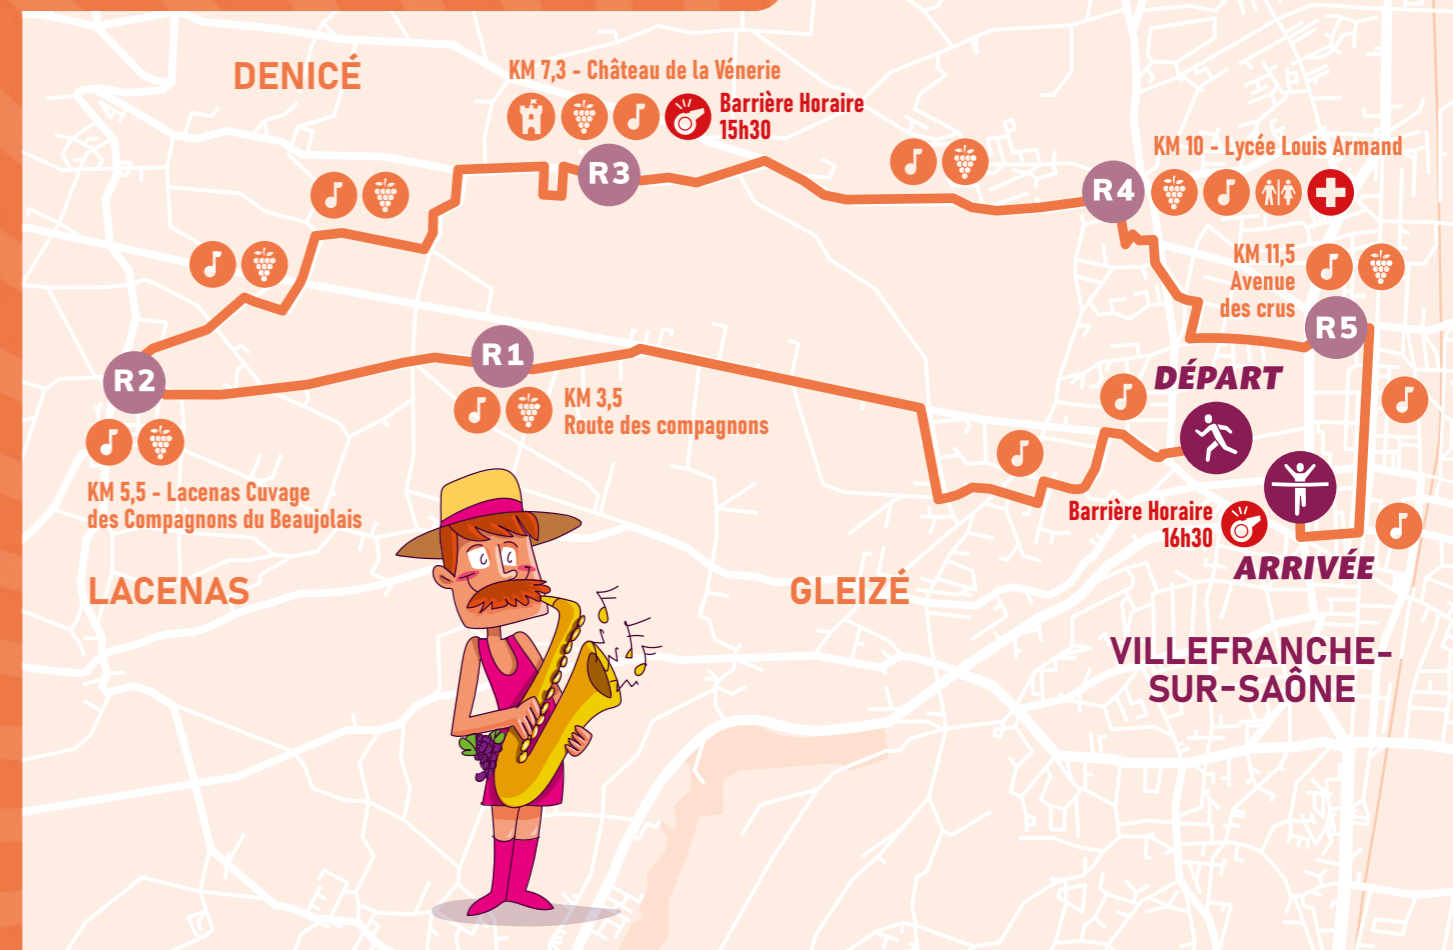 DENICÉ
KM 7,3 - Château de la Vénerie
Barrière Horaire
15h30
R3
KM 10 - Lycée Louis Armand
R4
KM 11,5
Avenue
des crus
R5
R1
KM 3,5
Route des compagnons
R2
KM 5,5 - Lacenas Cuvage
des Compagnons du Beaujolais
DÉPART
Barrière Horaire
16h30
ARRIVÉE
LACENAS
GLEIZÉ
VILLEFRANCHE-
SUR-SAÔNE